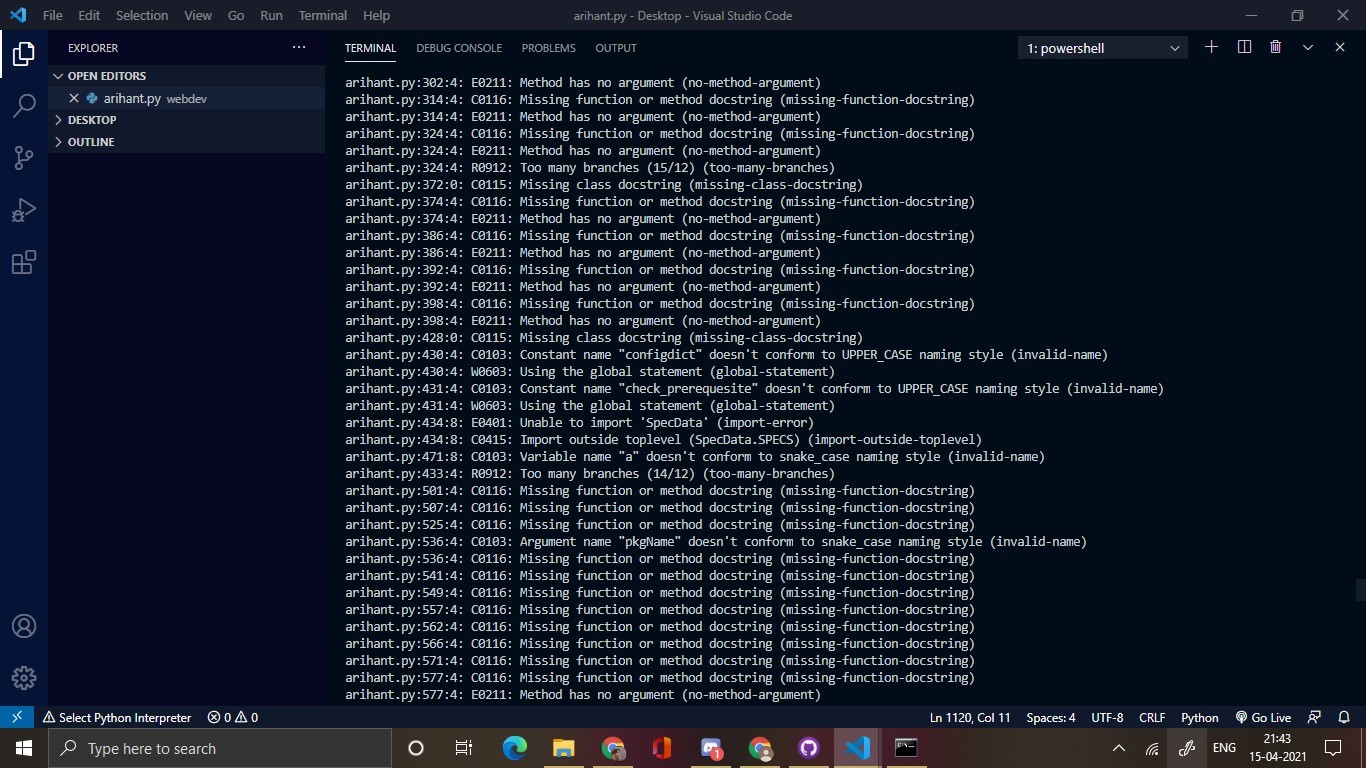 File Edit Selection View Go Run Terminal Help
arihant.py - Desktop - Visual Studio Code
EXPLORER
OPEN EDITORS
arihant.py webdev
DESKTOP
OUTLINE
TERMINAL DEBUG CONSOLE PROBLEMS OUTPUT
1: powershell
arihant.py:302:4: E0211: Method has no argument (no-method-argument)
arihant.py:314:4: C0116: Missing function or method docstring (missing-function-docstring)
arihant.py:314:4: E0211: Method has no argument (no-method-argument)
arihant.py:324:4: C0116: Missing function or method docstring (missing-function-docstring)
arihant.py:324:4: E0211: Method has no argument (no-method-argument)
arihant.py:324:4: R0912: Too many branches (15/12) (too-many-branches)
arihant.py:372:0: C0115: Missing class docstring (missing-class-docstring)
arihant.py:374:4: C0116: Missing function or method docstring (missing-function-docstring)
arihant.py:374:4: E0211: Method has no argument (no-method-argument)
arihant.py:386:4: C0116: Missing function or method docstring (missing-function-docstring)
arihant.py:386:4: E0211: Method has no argument (no-method-argument)
arihant.py:392:4: C0116: Missing function or method docstring (missing-function-docstring)
arihant.py:392:4: E0211: Method has no argument (no-method-argument)
arihant.py:398:4: C0116: Missing function or method docstring (missing-function-docstring)
arihant.py:398:4: E0211: Method has no argument (no-method-argument)
arihant.py:428:0: C0115: Missing class docstring (missing-class-docstring)
arihant.py:430:4: C0103: Constant name "configdict" doesn't conform to UPPER_CASE naming style (invalid-name)
arihant.py:430:4: W0603: Using the global statement (global-statement)
arihant.py:431:4: C0103: Constant name "check_prerequesite" doesn't conform to UPPER_CASE naming style (invalid-name)
arihant.py:431:4: W0603: Using the global statement (global-statement)
arihant.py:434:8: E0401: Unable to import 'SpecData' (import-error)
arihant.py:434:8: C0415: Import outside toplevel (SpecData.SPECS) (import-outside-toplevel)
arihant.py:471:8: C0103: Variable name "a" doesn't conform to snake_case naming style (invalid-name)
arihant.py:433:4: R0912: Too many branches (14/12) (too-many-branches)
arihant.py:501:4: C0116: Missing function or method docstring (missing-function-docstring)
arihant.py:507:4: C0116: Missing function or method docstring (missing-function-docstring)
arihant.py:525:4: C0116: Missing function or method docstring (missing-function-docstring)
arihant.py:536:4: C0103: Argument name "pkgName" doesn't conform to snake_case naming style (invalid-name)
arihant.py:536:4: C0116: Missing function or method docstring (missing-function-docstring)
arihant.py:541:4: C0116: Missing function or method docstring (missing-function-docstring)
arihant.py:549:4: C0116: Missing function or method docstring (missing-function-docstring)
arihant.py:557:4: C0116: Missing function or method docstring (missing-function-docstring)
arihant.py:562:4: C0116: Missing function or method docstring (missing-function-docstring)
arihant.py:566:4: C0116: Missing function or method docstring (missing-function-docstring)
arihant.py:571:4: C0116: Missing function or method docstring (missing-function-docstring)
arihant.py:577:4: C0116: Missing function or method docstring (missing-function-docstring)
arihant.py:577:4: E0211: Method has no argument (no-method-argument)
Select Python Interpreter 0 0
Ln 1120, Col 11 Spaces: 4 UTF-8 CRLF Python Go Live
Type here to search
1
ENG
21:43
15-04-2021